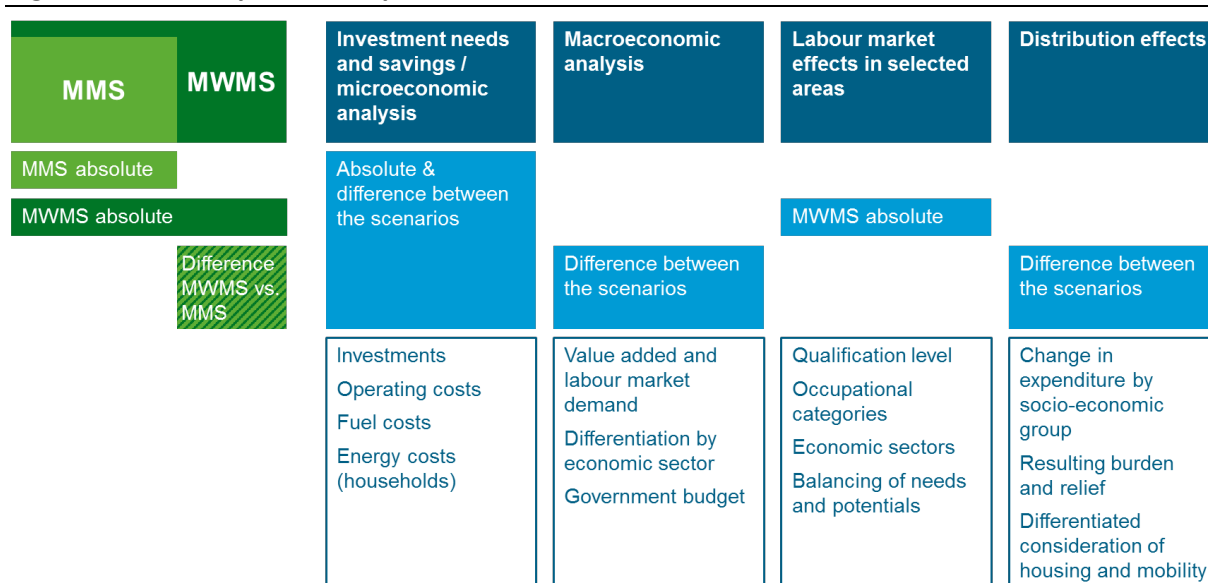 MMS
MWMS
MMS absolute
MWMS absolute
Difference
MWMS vs.
MMS
Investment needs
and savings /
microeconomic
analysis
Absolute &
difference between
the scenarios
Investments
Operating costs
Fuel costs
Energy costs
(households)
Macroeconomic
analysis
Difference between
the scenarios
Value added and
labour market
demand
Differentiation by
economic sector
Government budget
Labour market
effects in selected
areas
MWMS absolute
Qualification level
Occupational
categories
Economic sectors
Balancing of needs
and potentials
Distribution effects
Difference between
the scenarios
Change in
expenditure by
socio-economic
group
Resulting burden
and relief
Differentiated
consideration of
housing and mobility